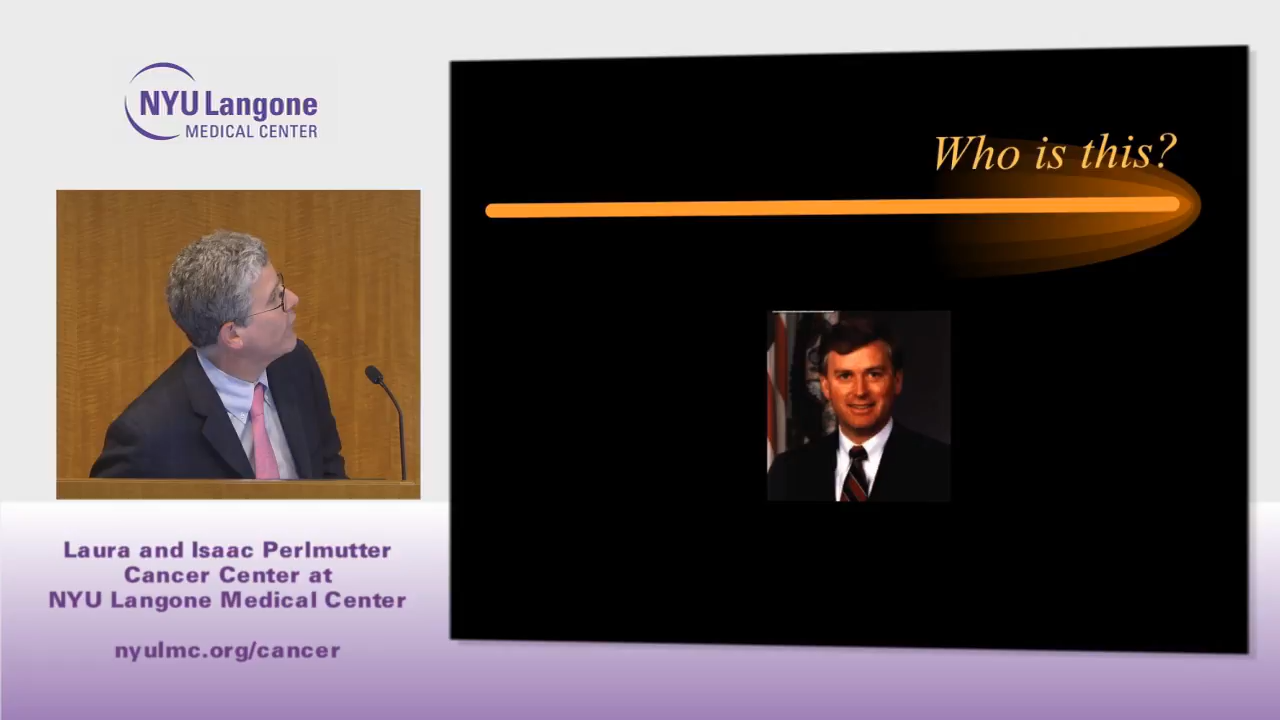 NYU Langone
MEDICAL CENTER
Who is this?
Laura and Isaac Perlmutter
Cancer Center at
NYU Langone Medical Center
nyulmc.org/cancer